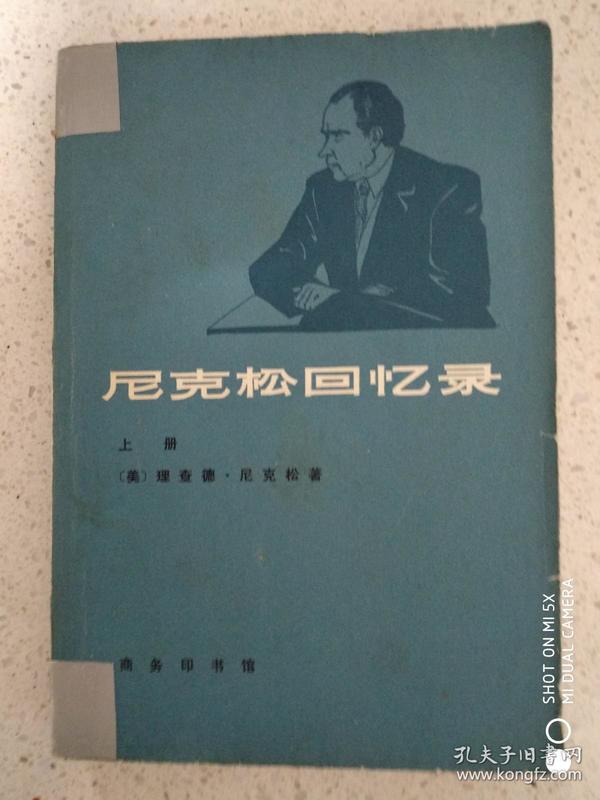 尼克松回忆录
上 册
〔美〕理查德·尼克松著
商务印书馆
SHOT ON MI 5X
MI DUAL CAMERA
孔夫子旧书网
www.kongfz.com